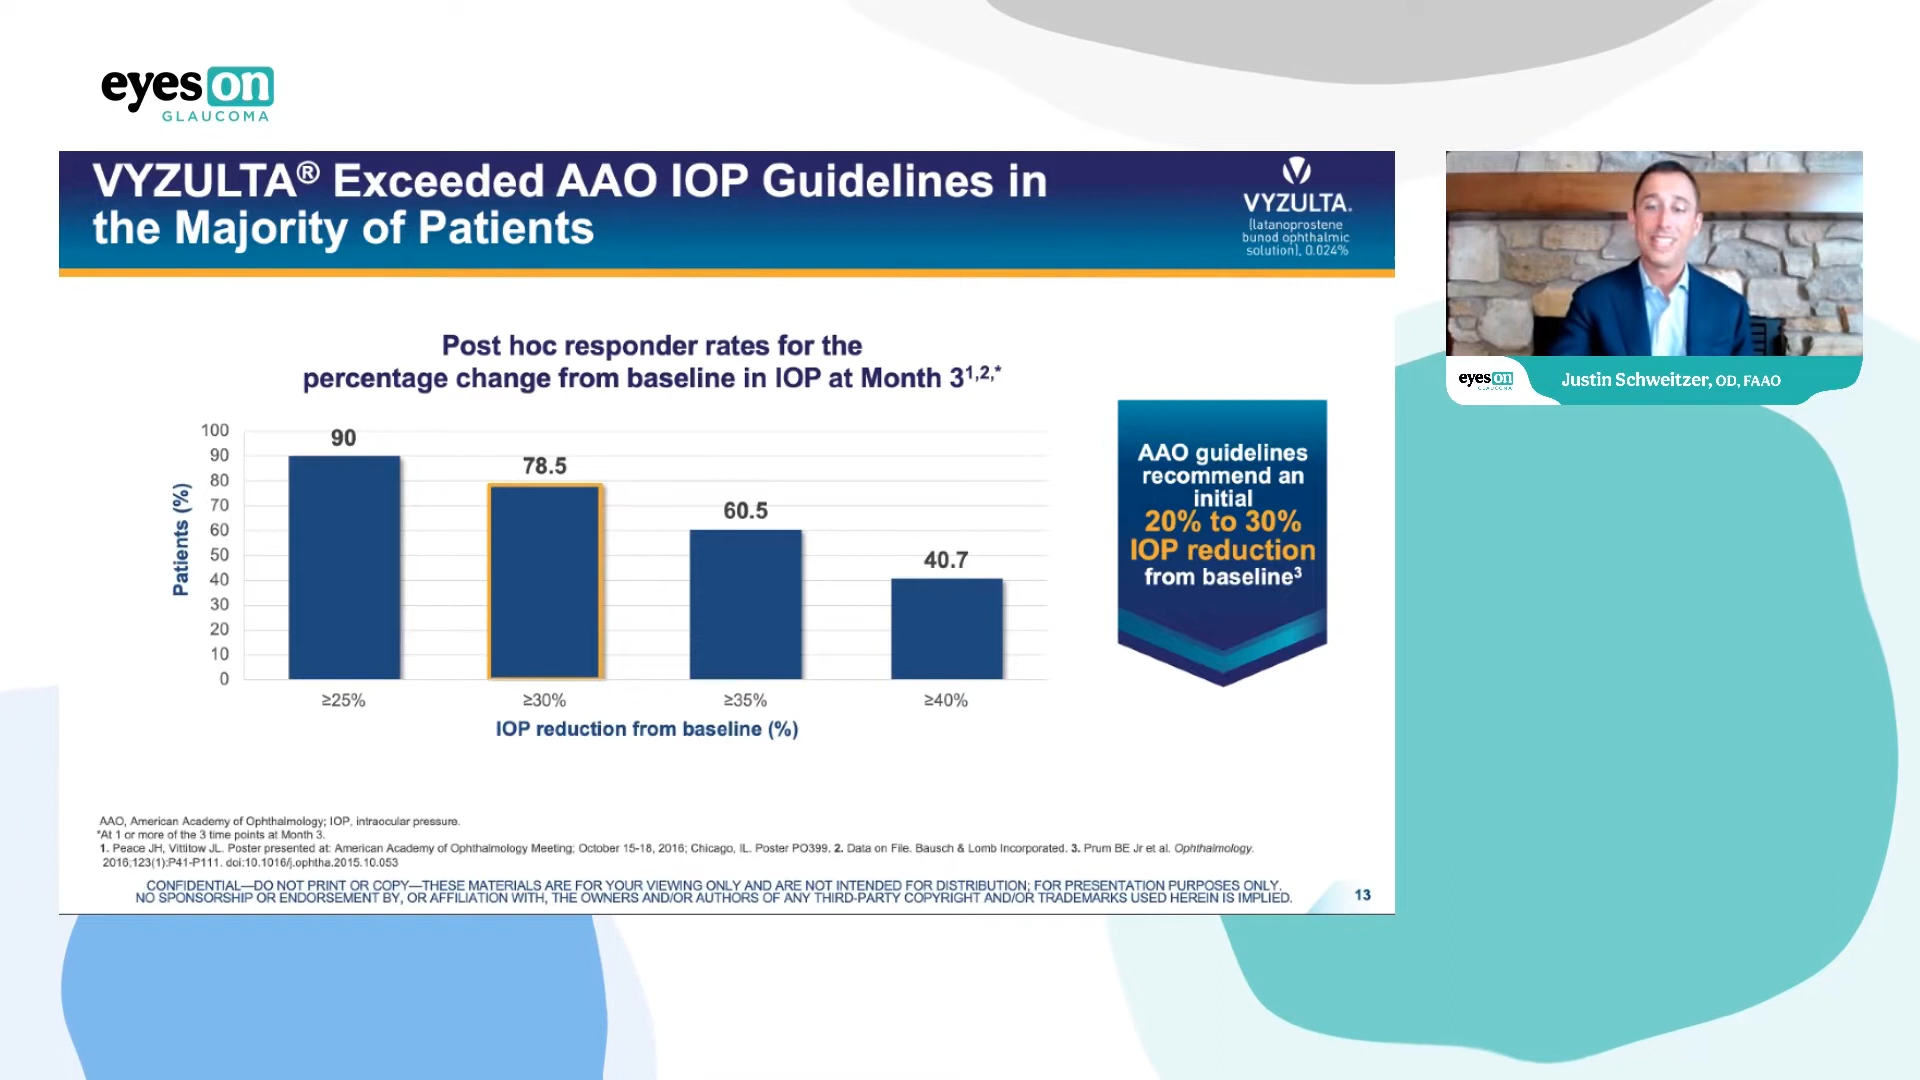 eyes on
GLAUCOMA
VYZULTA® Exceeded AAO IOP Guidelines in
the Majority of Patients
VYZULTA.
(latanoprostene
bunod ophthalmic
solution), 0.024%
Post hoc responder rates for the
percentage change from baseline in IOP at Month 3¹,²,*
Patients (%)
100
90
80
70
60
50
40
30
20
10
0
90
78.5
60.5
40.7
≥25%
≥30%
≥35%
≥40%
IOP reduction from baseline (%)
AAO guidelines
recommend an
initial
20% to 30%
IOP reduction
from baseline³
AAO, American Academy of Ophthalmology; IOP, intraocular pressure.
*At 1 or more of the 3 time points at Month 3.
1. Peace JH, Vittitow JL. Poster presented at: American Academy of Ophthalmology Meeting; October 15-18, 2016; Chicago, IL. Poster PO399. 2. Data on File. Bausch & Lomb Incorporated. 3. Prum BE Jr et al. Ophthalmology.
2016;123(1):P41-P111. doi:10.1016/j.ophtha.2015.10.053
CONFIDENTIAL—DO NOT PRINT OR COPY—THESE MATERIALS ARE FOR YOUR VIEWING ONLY AND ARE NOT INTENDED FOR DISTRIBUTION; FOR PRESENTATION PURPOSES ONLY.
NO SPONSORSHIP OR ENDORSEMENT BY, OR AFFILIATION WITH, THE OWNERS AND/OR AUTHORS OF ANY THIRD-PARTY COPYRIGHT AND/OR TRADEMARKS USED HEREIN IS IMPLIED.
13
eyes on
GLAUCOMA
Justin Schweitzer, OD, FAAO